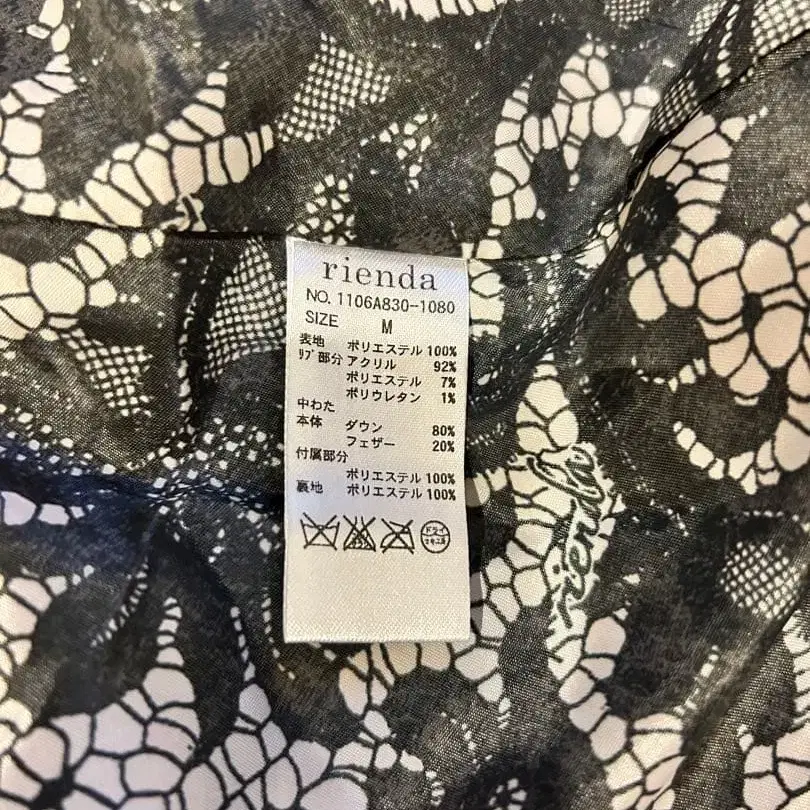 rienda
NO. 1106A830-1080
SIZE M
表地 ポリエステル 100%
ﾘﾌﾞ部分 アクリル 92%
ポリエステル 7%
ポリウレタン 1%
中わた
本体 ダウン 80%
フェザー 20%
付属部分
ポリエステル 100%
裏地 ポリエステル 100%
ドライ
rienda